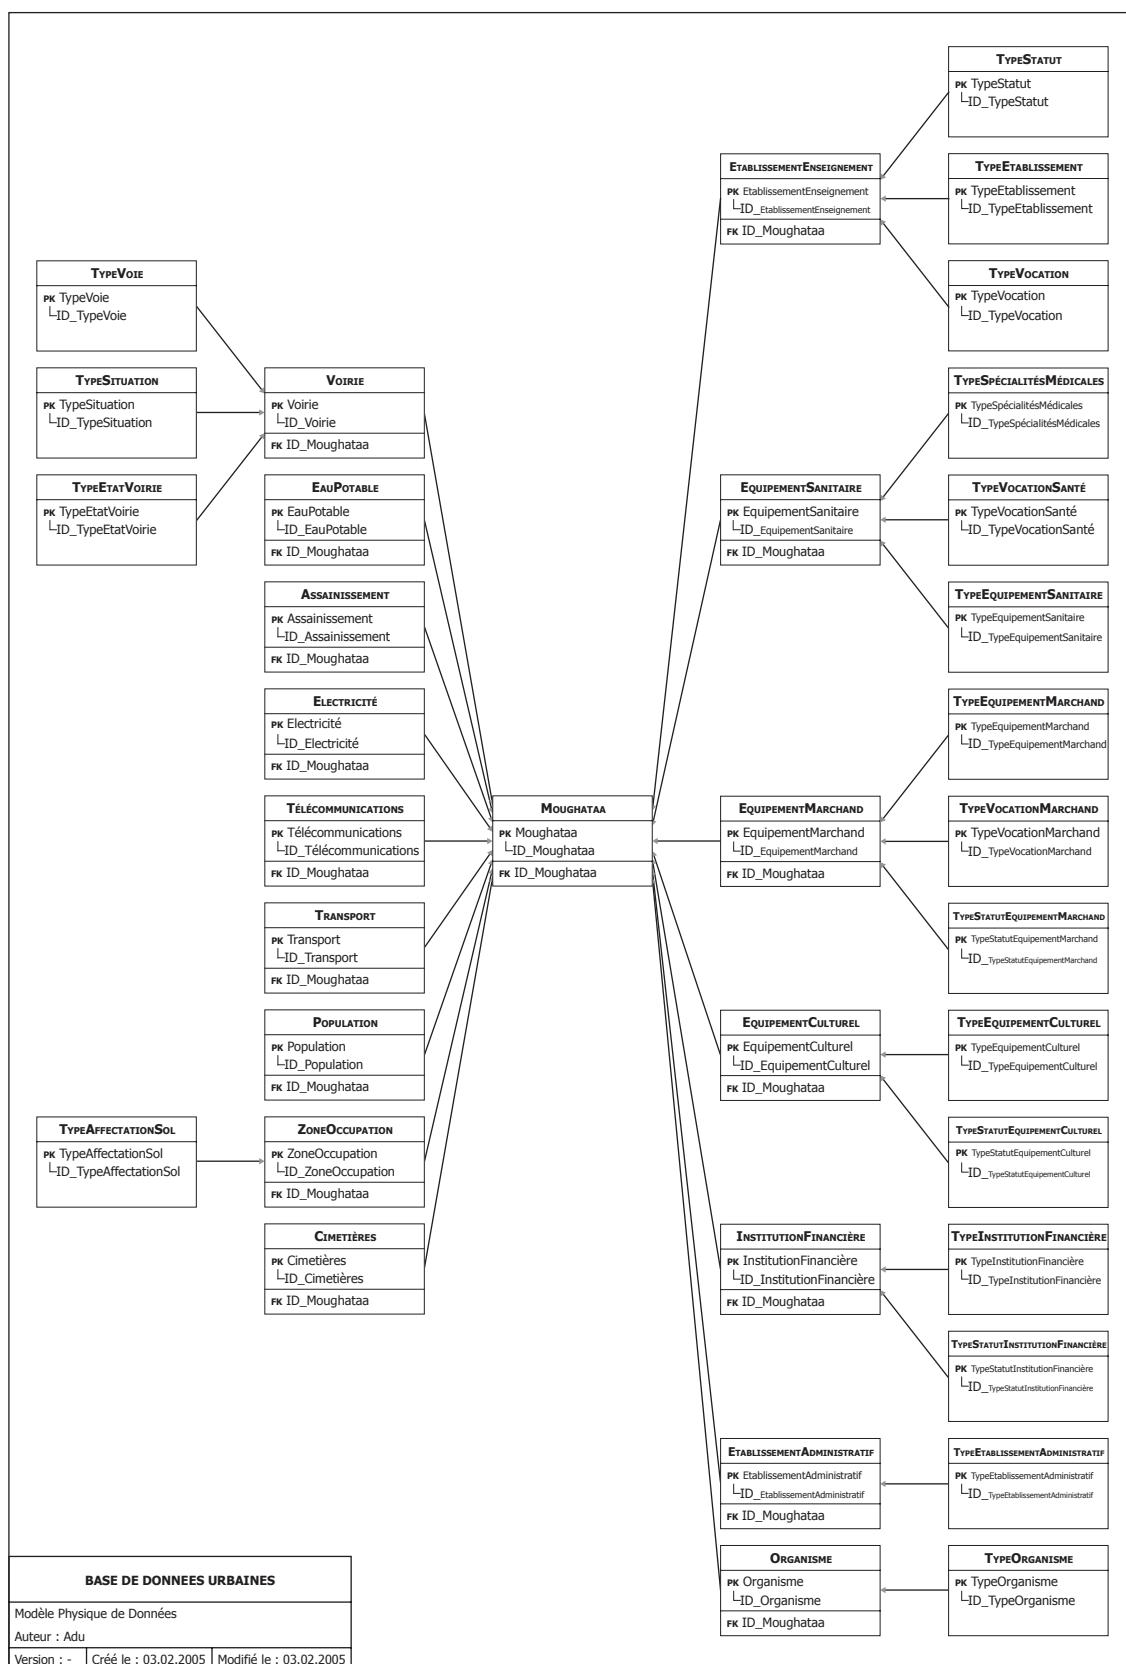 TypeVoie
PK TypeVoie
ID_TypeVoie
TypeSituation
PK TypeSituation
ID_TypeSituation
TypeEtatVoirie
PK TypeEtatVoirie
ID_TypeEtatVoirie
TypeAffectationSol
PK TypeAffectationSol
ID_TypeAffectationSol
Voirie
PK Voirie
ID_Voirie
FK ID_Moughataa
EauPotable
PK EauPotable
ID_EauPotable
FK ID_Moughataa
Assainissement
PK Assainissement
ID_Assainissement
FK ID_Moughataa
Electricité
PK Electricité
ID_Electricité
FK ID_Moughataa
Télécommunications
PK Télécommunications
ID_Télécommunications
FK ID_Moughataa
Transport
PK Transport
ID_Transport
FK ID_Moughataa
Population
PK Population
ID_Population
FK ID_Moughataa
ZoneOccupation
PK ZoneOccupation
ID_ZoneOccupation
FK ID_Moughataa
Cimetières
PK Cimetières
ID_Cimetières
FK ID_Moughataa
Moughataa
PK Moughataa
ID_Moughataa
FK ID_Moughataa
EtablissementEnseignement
PK EtablissementEnseignement
ID_EtablissementEnseignement
FK ID_Moughataa
EquipementSanitaire
PK EquipementSanitaire
ID_EquipementSanitaire
FK ID_Moughataa
EquipementMarchand
PK EquipementMarchand
ID_EquipementMarchand
FK ID_Moughataa
EquipementCulturel
PK EquipementCulturel
ID_EquipementCulturel
FK ID_Moughataa
InstitutionFinancière
PK InstitutionFinancière
ID_InstitutionFinancière
FK ID_Moughataa
EtablissementAdministratif
PK EtablissementAdministratif
ID_EtablissementAdministratif
FK ID_Moughataa
Organisme
PK Organisme
ID_Organisme
FK ID_Moughataa
TypeStatut
PK TypeStatut
ID_TypeStatut
TypeEtablissement
PK TypeEtablissement
ID_TypeEtablissement
TypeVocation
PK TypeVocation
ID_TypeVocation
TypeSpécialitésMédicales
PK TypeSpécialitésMédicales
ID_TypeSpécialitésMédicales
TypeVocationSanté
PK TypeVocationSanté
ID_TypeVocationSanté
TypeEquipementSanitaire
PK TypeEquipementSanitaire
ID_TypeEquipementSanitaire
TypeEquipementMarchand
PK TypeEquipementMarchand
ID_TypeEquipementMarchand
TypeVocationMarchand
PK TypeVocationMarchand
ID_TypeVocationMarchand
TypeStatutEquipementMarchand
PK TypeStatutEquipementMarchand
ID_TypeStatutEquipementMarchand
TypeEquipementCulturel
PK TypeEquipementCulturel
ID_TypeEquipementCulturel
TypeStatutEquipementCulturel
PK TypeStatutEquipementCulturel
ID_TypeStatutEquipementCulturel
TypeInstitutionFinancière
PK TypeInstitutionFinancière
ID_TypeInstitutionFinancière
TypeStatutInstitutionFinancière
PK TypeStatutInstitutionFinancière
ID_TypeStatutInstitutionFinancière
TypeEtablissementAdministratif
PK TypeEtablissementAdministratif
ID_TypeEtablissementAdministratif
TypeOrganisme
PK TypeOrganisme
ID_TypeOrganisme
BASE DE DONNEES URBAINES
Modèle Physique de Données
Auteur : Adu
Version : - Créé le : 03.02.2005 Modifié le : 03.02.2005